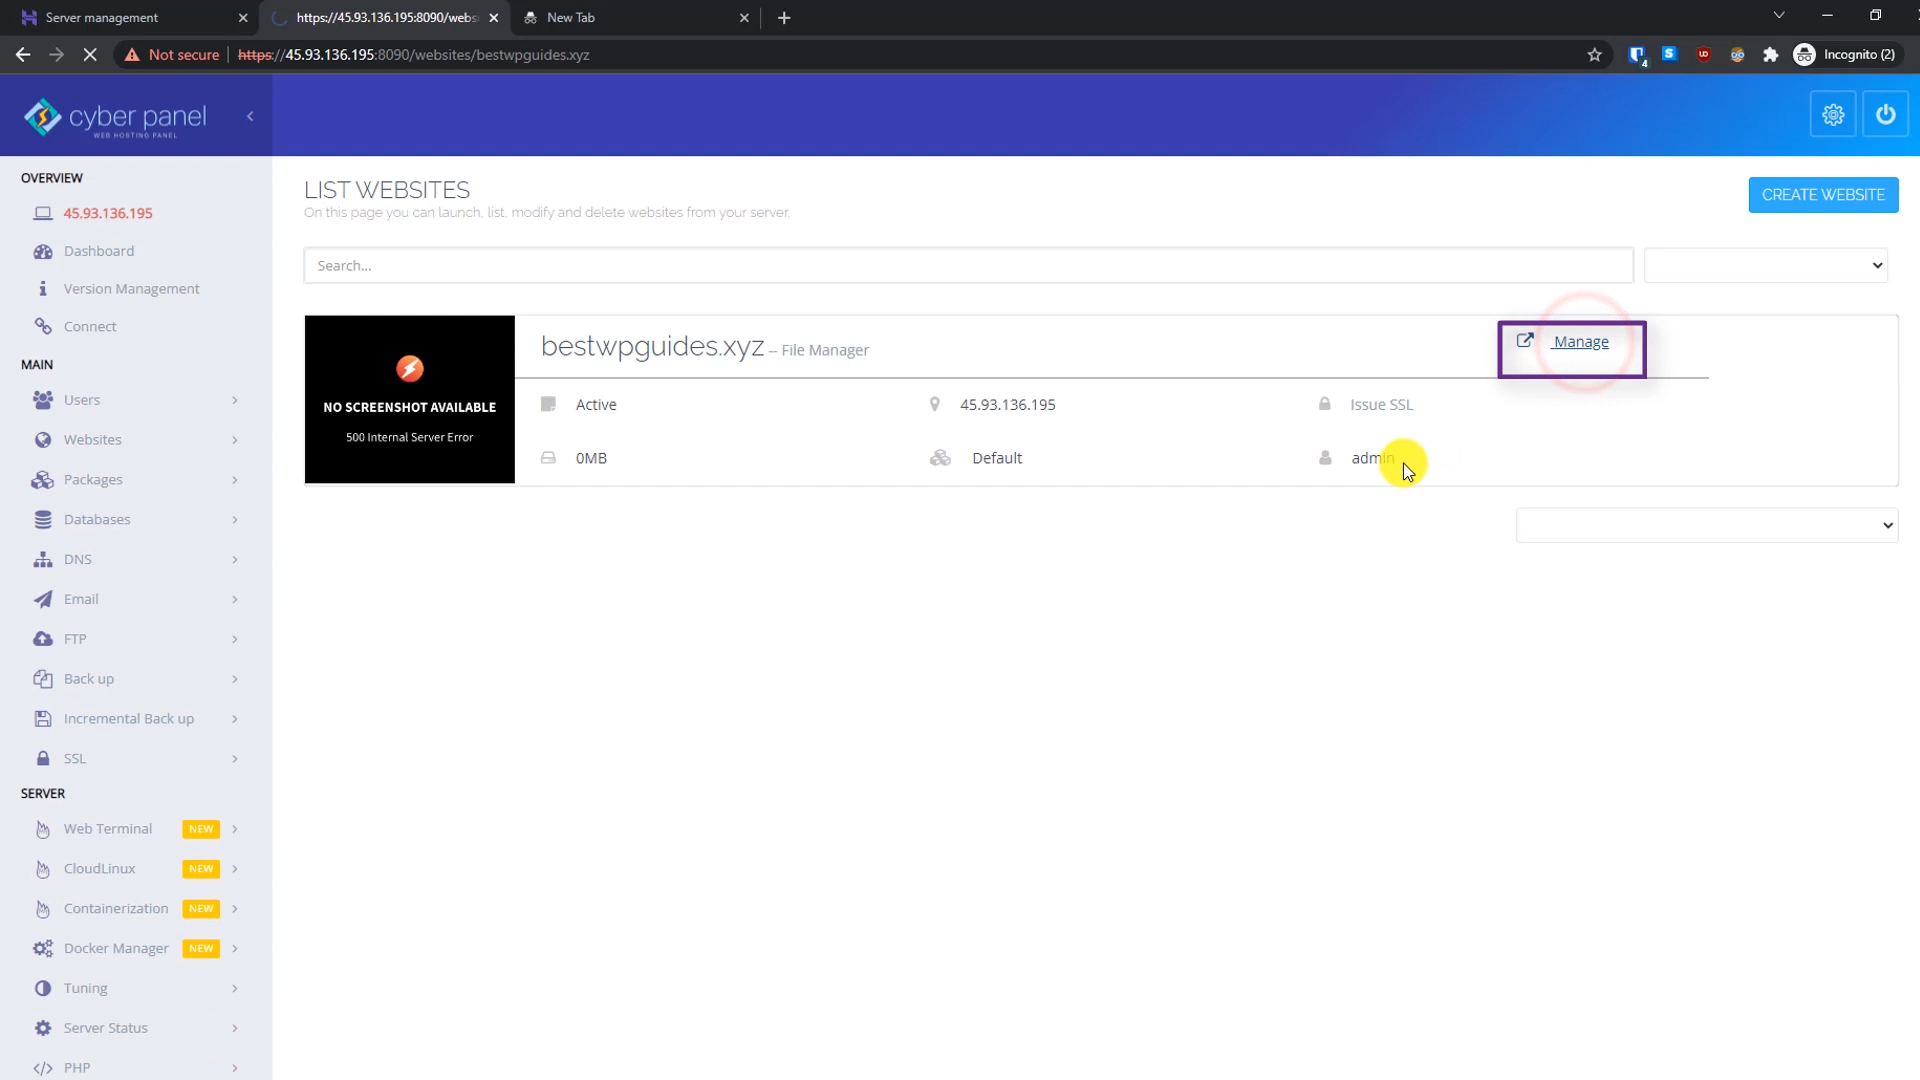 Server management
https://45.93.136.195:8090/websi
New Tab
Not secure
https://45.93.136.195:8090/websites/bestwpguides.xyz
4
S
Incognito (2)
cyber panel
WEB HOSTING PANEL
OVERVIEW
45.93.136.195
Dashboard
Version Management
Connect
MAIN
Users
Websites
Packages
Databases
DNS
Email
FTP
Back up
Incremental Back up
SSL
SERVER
Web Terminal NEW
CloudLinux NEW
Containerization NEW
Docker Manager NEW
Tuning
Server Status
PHP
LIST WEBSITES
On this page you can launch, list, modify and delete websites from your server.
CREATE WEBSITE
Search...
NO SCREENSHOT AVAILABLE
500 Internal Server Error
bestwpguides.xyz -- File Manager
Manage
Active
45.93.136.195
Issue SSL
0MB
Default
admin